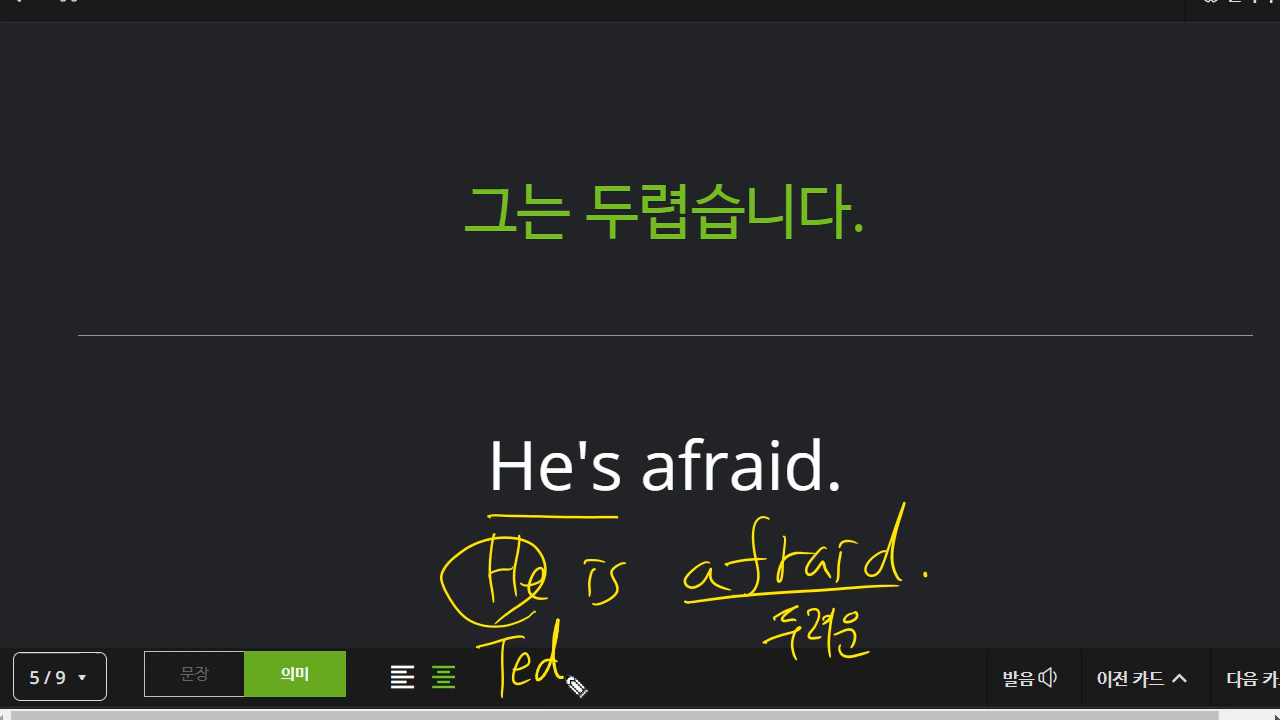 그는 두렵습니다.
He's afraid.
He is afraid.
두려운
Ted
5 / 9
문장
의미
발음
이전 카드
다음 카